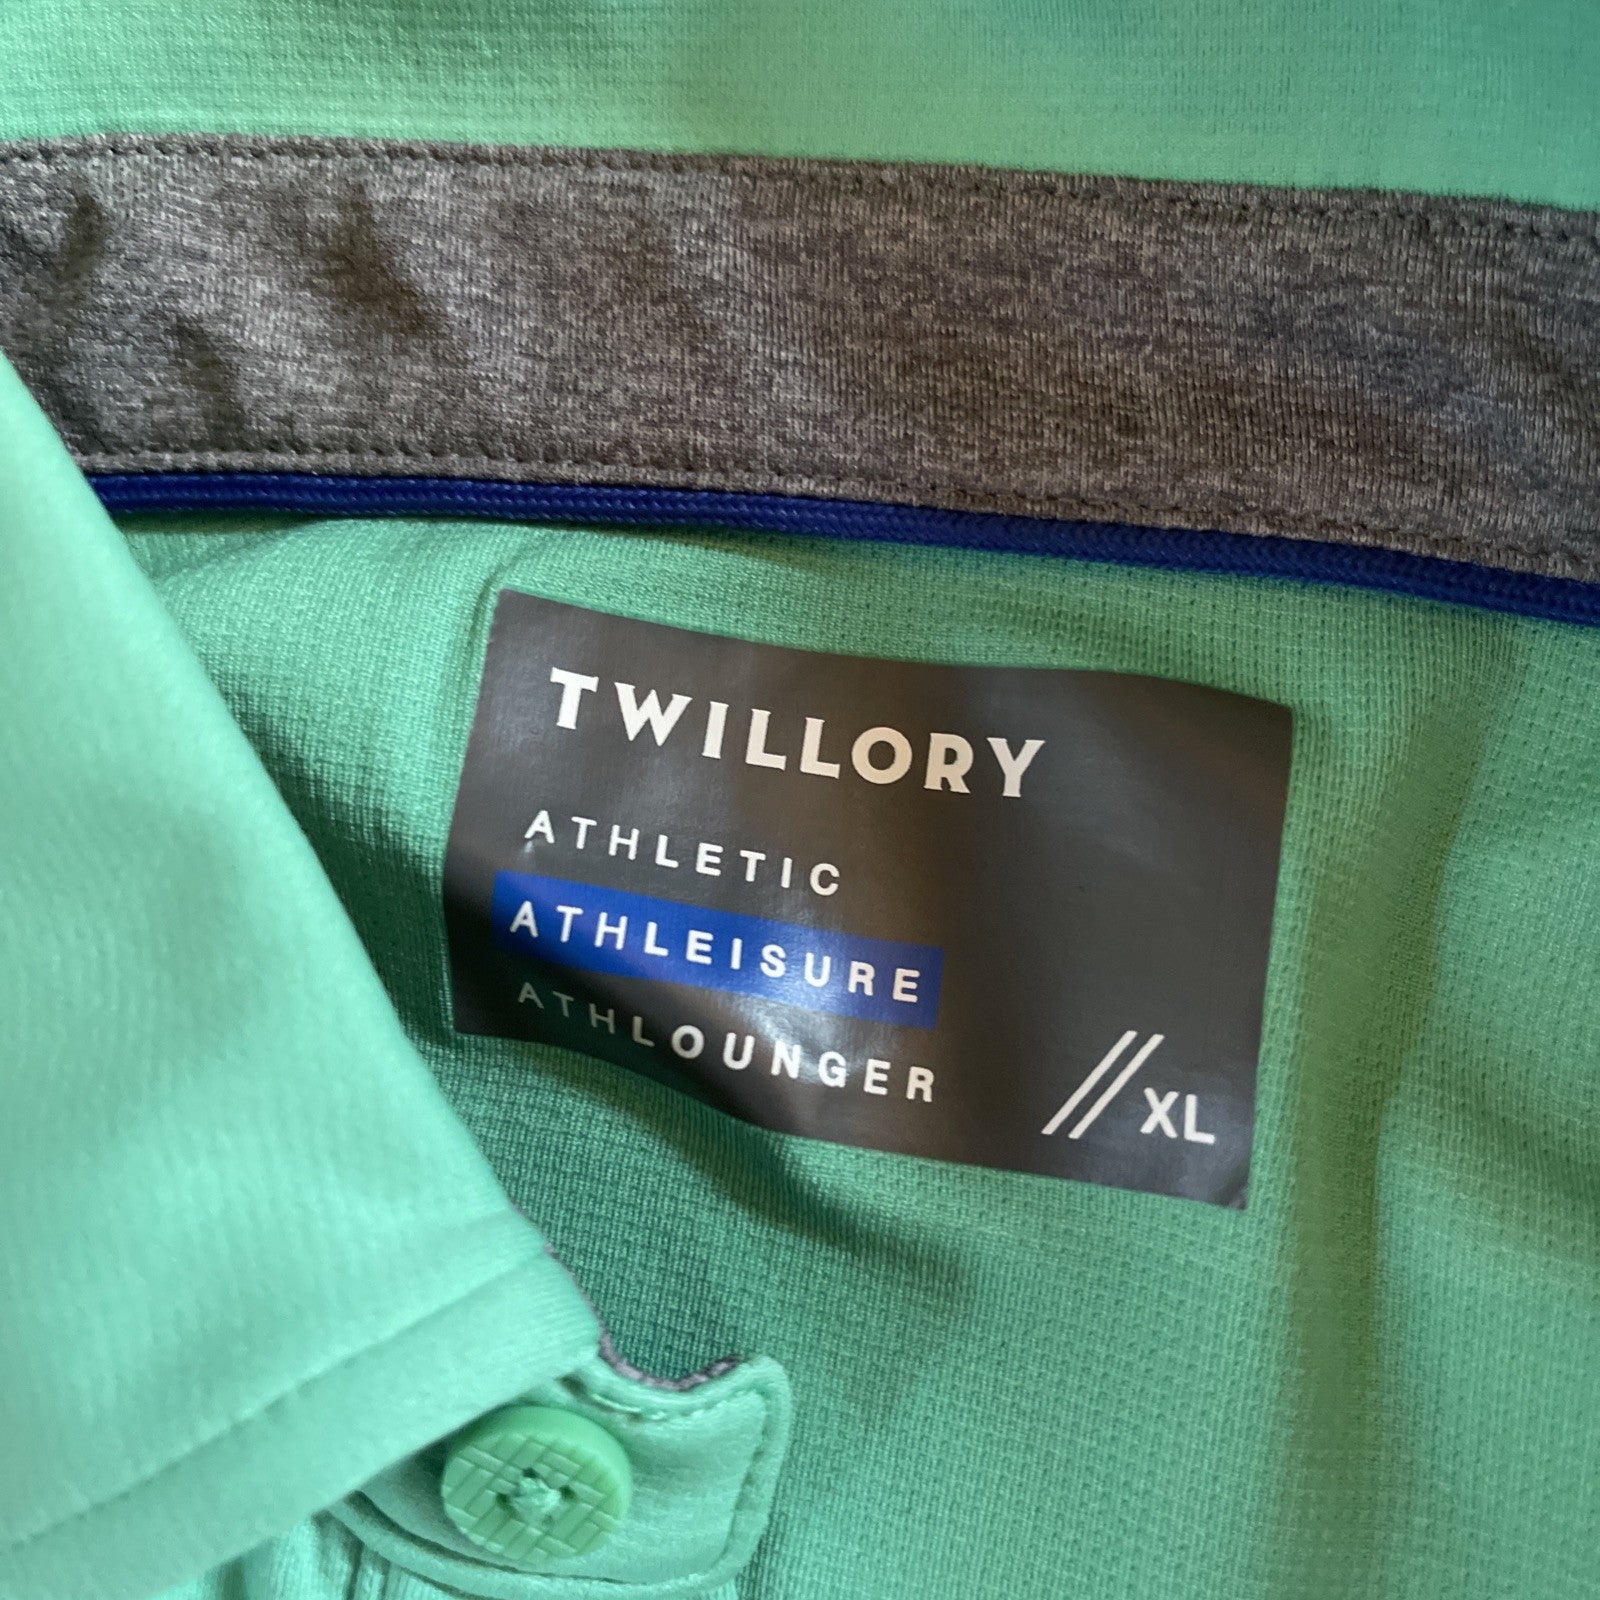 TWILLORY
ATHLETIC
ATHLEISURE
ATHLOUNGER
// XL